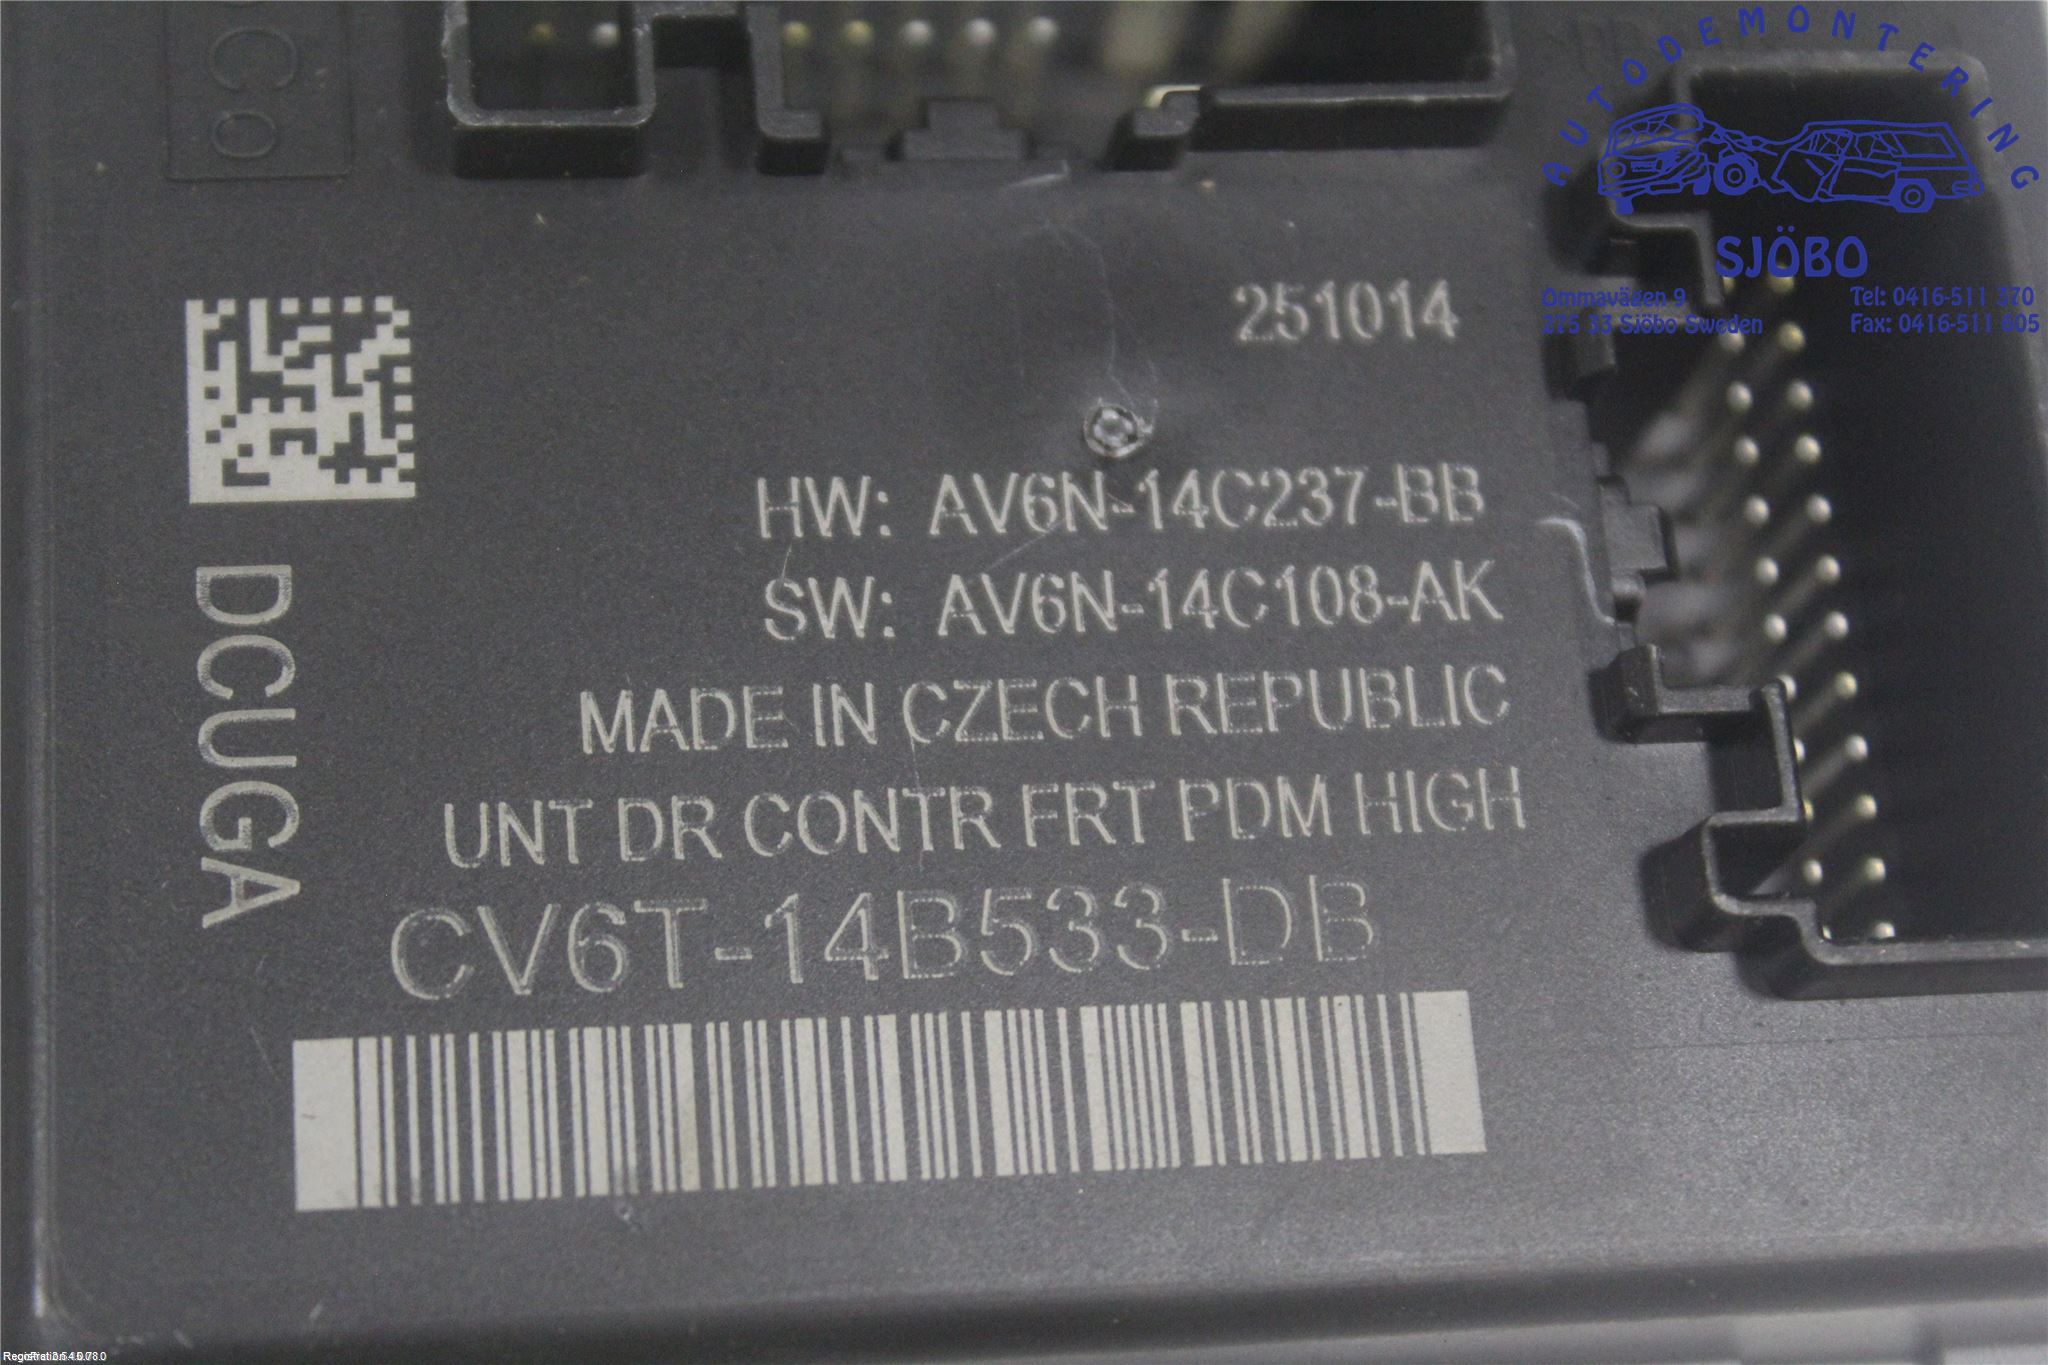 Co
AUTODEMONTERING
SJÖBO
Ommavägen 9
275 33 Sjöbo Sweden
Tel: 0416-511 370
Fax: 0416-511 605
251014
HW: AV6N-14C237-BB
SW: AV6N-14C108-AK
MADE IN CZECH REPUBLIC
UNT DR CONTR FRT PDM HIGH
CV6T-14B533-DB
DCUGA